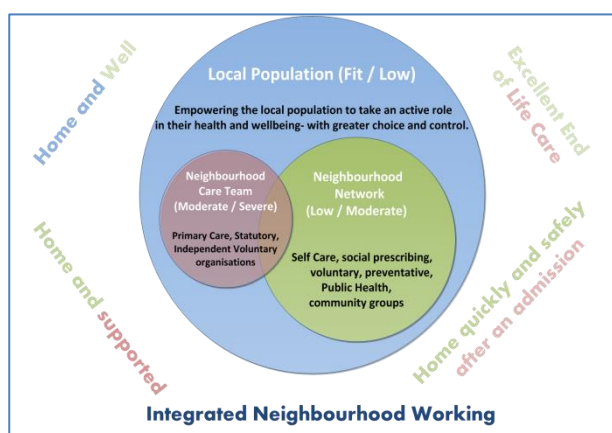 Home and Well
Excellent End
of Life Care
Local Population (Fit / Low)
Empowering the local population to take an active role
in their health and wellbeing- with greater choice and control.
Neighbourhood
Care Team
(Moderate / Severe)
Primary Care, Statutory,
Independent Voluntary
organisations
Neighbourhood
Network
(Low / Moderate)
Self Care, social prescribing,
voluntary, preventative,
Public Health,
community groups
Home and supported
Home quickly and safely
after an admission
Integrated Neighbourhood Working